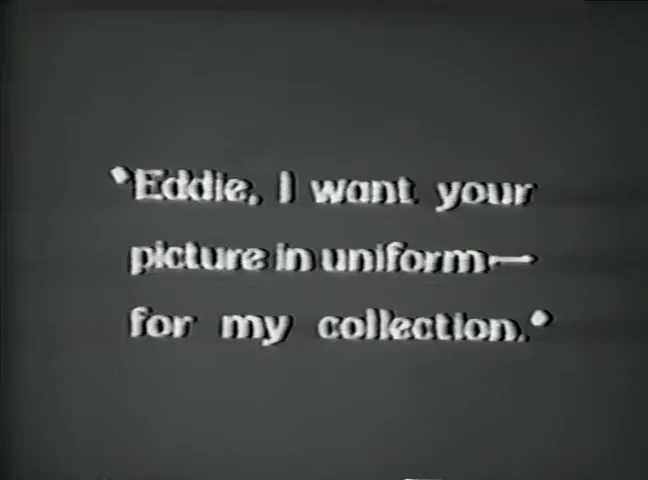 "Eddie, I want your
picture in uniform—
for my collection."